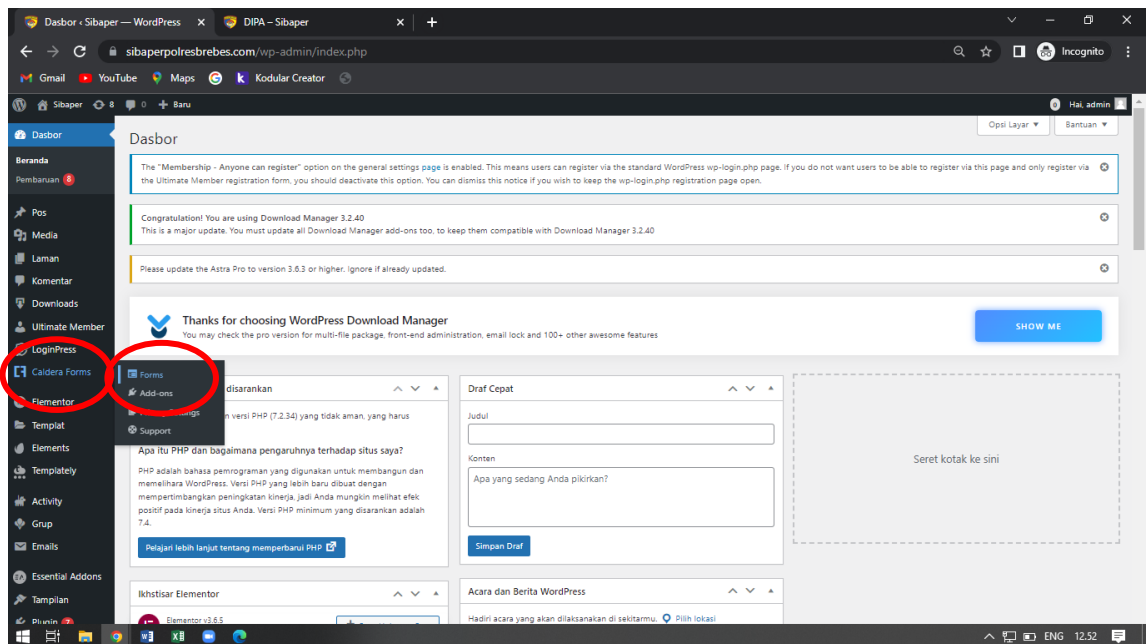 Dasbor ‹ Sibaper — WordPress
DIPA – Sibaper
sibaperpolresbrebes.com/wp-admin/index.php
Incognito
Gmail
YouTube
Maps
Kodular Creator
Sibaper
8
0
Baru
0
Hai, admin
Dasbor
Beranda
Pembaruan 8
Pos
Media
Laman
Komentar
Downloads
Ultimate Member
LoginPress
Caldera Forms
Elementor
Templat
Elements
Templately
Activity
Grup
Emails
Essential Addons
Tampilan
Plugin 7
Forms
Add-ons
Support
Opsi Layar
Bantuan
Dasbor
The "Membership - Anyone can register" option on the general settings page is enabled. This means users can register via the standard WordPress wp-login.php page. If you do not want users to be able to register via this page and only register via
the Ultimate Member registration form, you should deactivate this option. You can dismiss this notice if you wish to keep the wp-login.php registration page open.
Congratulation! You are using Download Manager 3.2.40
This is a major update. You must update all Download Manager add-ons too, to keep them compatible with Download Manager 3.2.40
Please update the Astra Pro to version 3.6.3 or higher. Ignore if already updated.
Thanks for choosing WordPress Download Manager
You may check the pro version for multi-file package, front-end administration, email lock and 100+ other awesome features
SHOW ME
disarankan
versi PHP (7.2.34) yang tidak aman, yang harus
Apa itu PHP dan bagaimana pengaruhnya terhadap situs saya?
PHP adalah bahasa pemrograman yang digunakan untuk membangun dan
memelihara WordPress. Versi PHP yang lebih baru dibuat dengan
mempertimbangkan peningkatan kinerja, jadi Anda mungkin melihat efek
positif pada kinerja situs Anda. Versi PHP minimum yang disarankan adalah
7.4.
Pelajari lebih lanjut tentang memperbarui PHP
Ikhstisar Elementor
Elementor v3.6.5
Draf Cepat
Judul
Konten
Apa yang sedang Anda pikirkan?
Simpan Draf
Acara dan Berita WordPress
Hadiri acara yang akan dilaksanakan di sekitarmu.
Pilih lokasi
Seret kotak ke sini
ENG
12.52